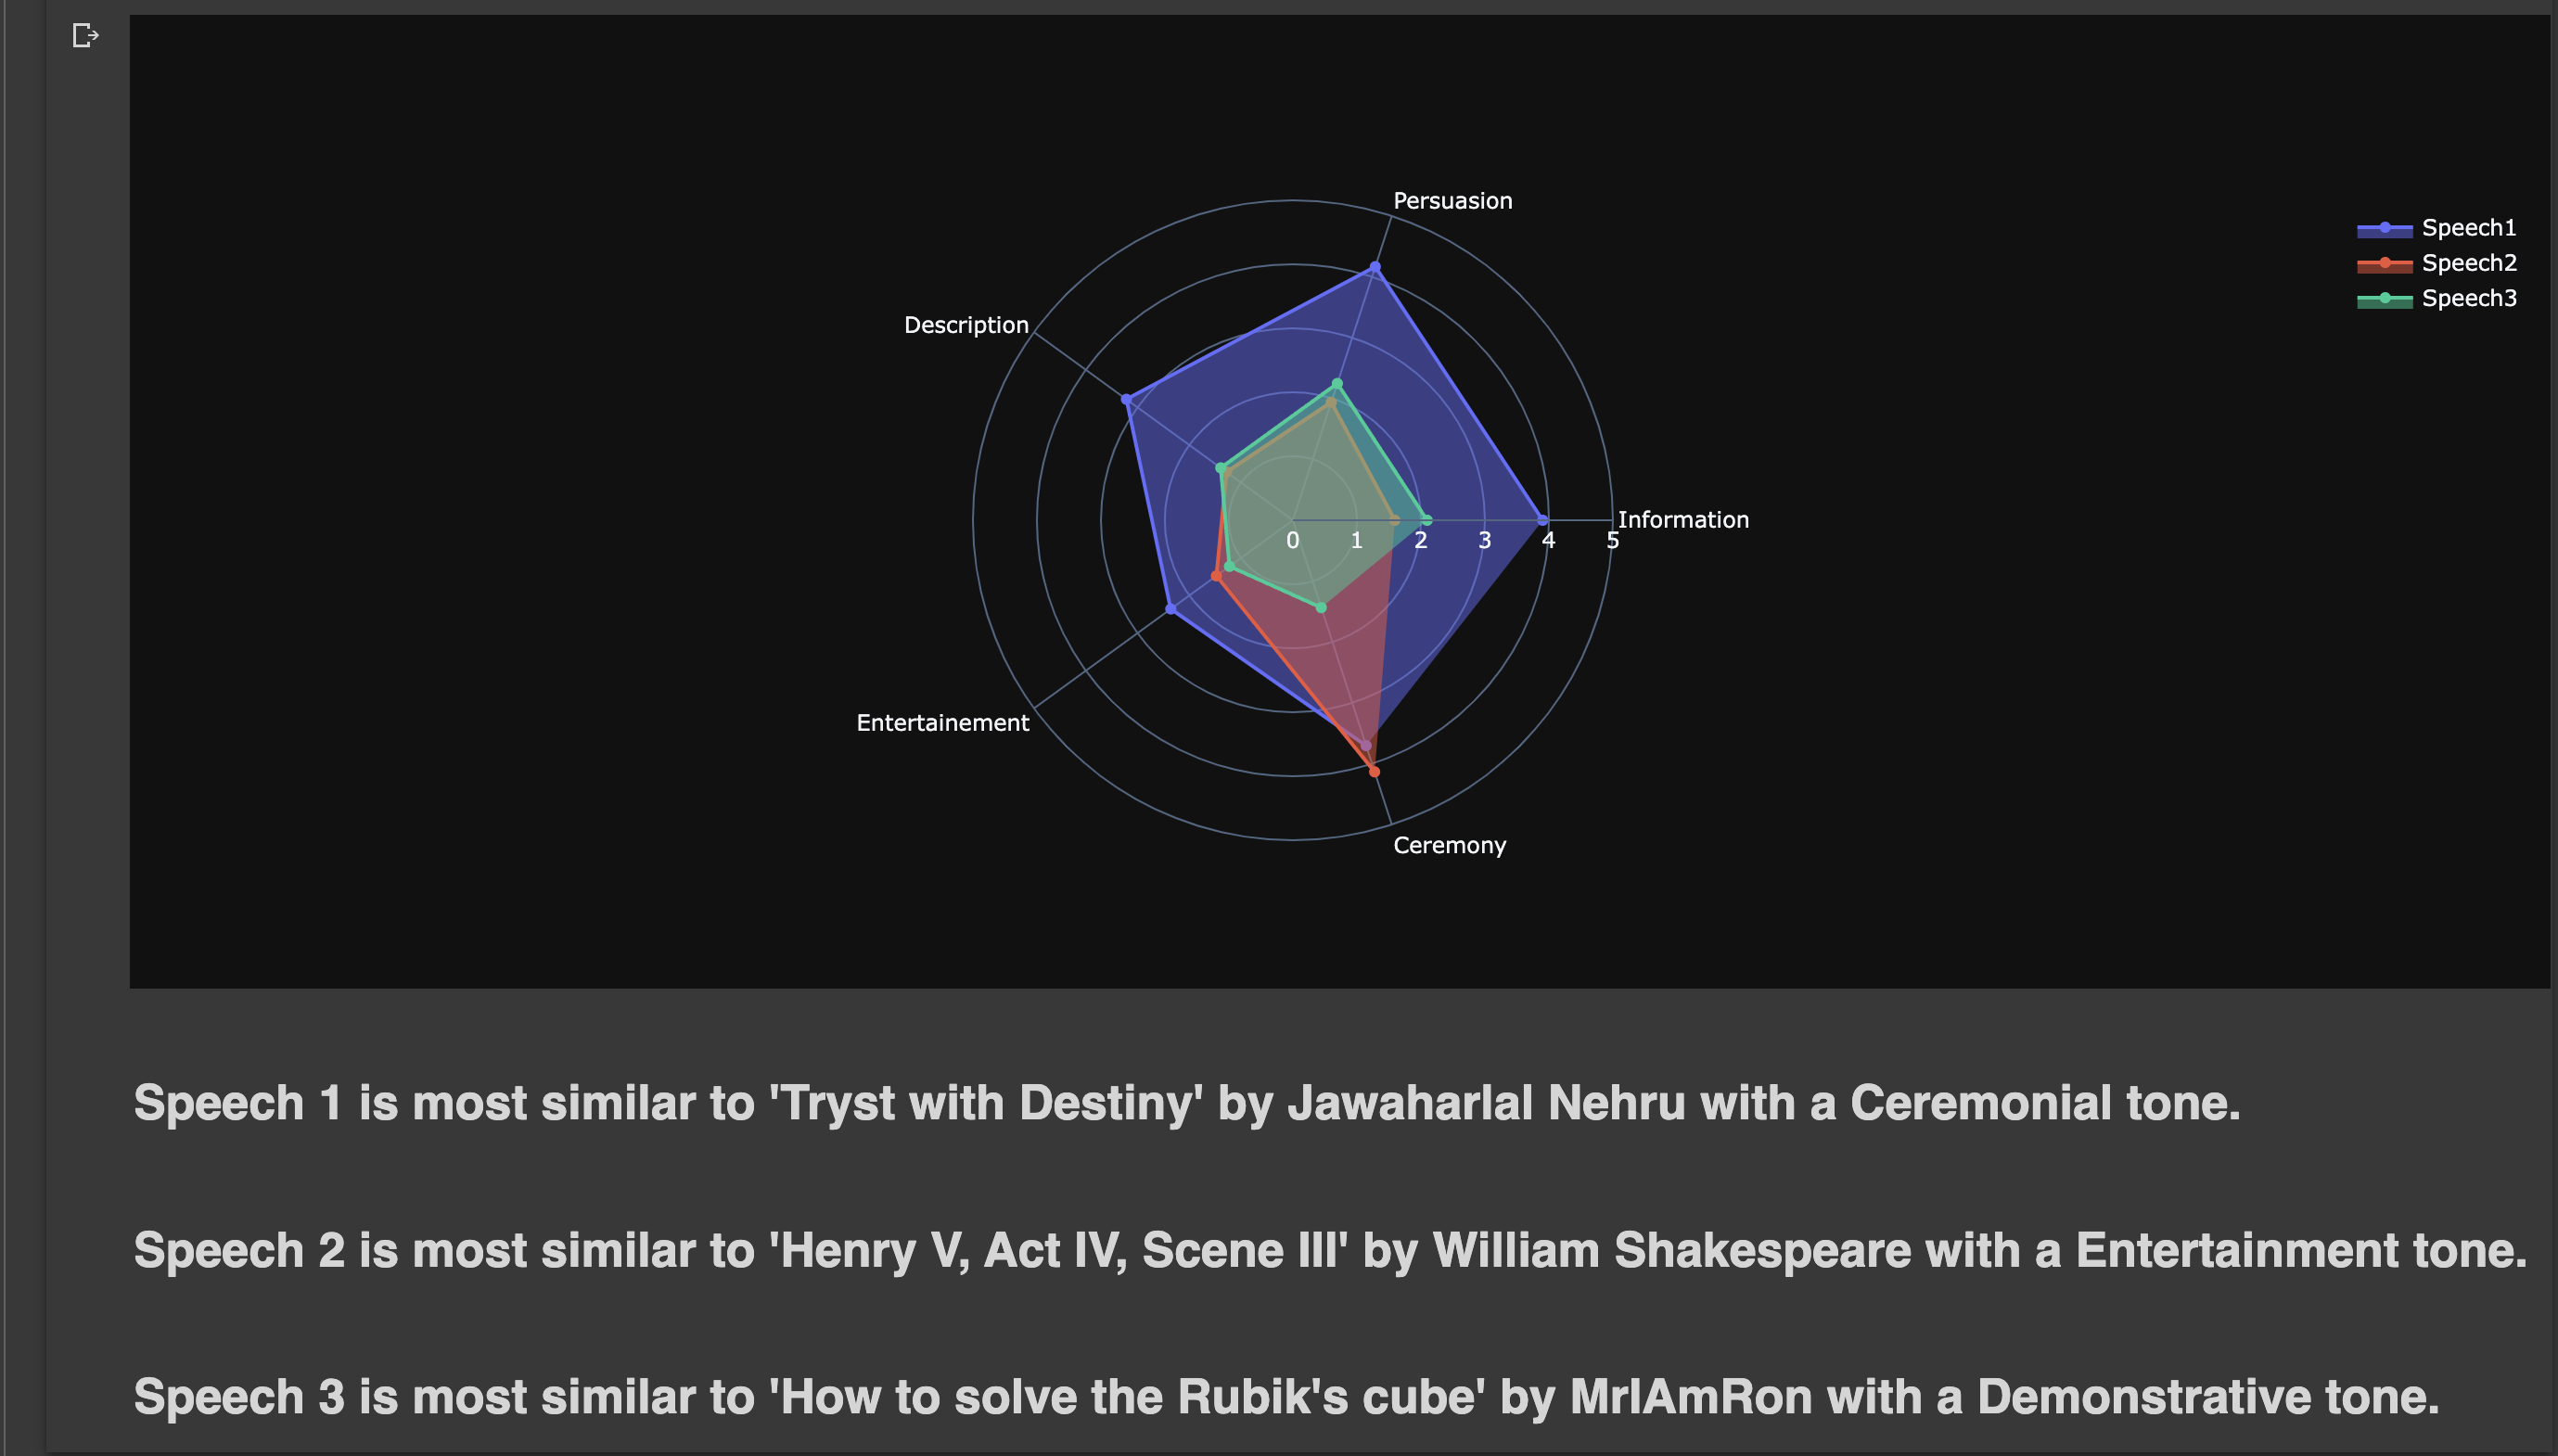 Persuasion
Speech1
Speech2
Speech3
Description
Information
0 1 2 3 4 5
Entertainement
Ceremony
Speech 1 is most similar to 'Tryst with Destiny' by Jawaharlal Nehru with a Ceremonial tone.
Speech 2 is most similar to 'Henry V, Act IV, Scene III' by William Shakespeare with a Entertainment tone.
Speech 3 is most similar to 'How to solve the Rubik's cube' by MrIAmRon with a Demonstrative tone.